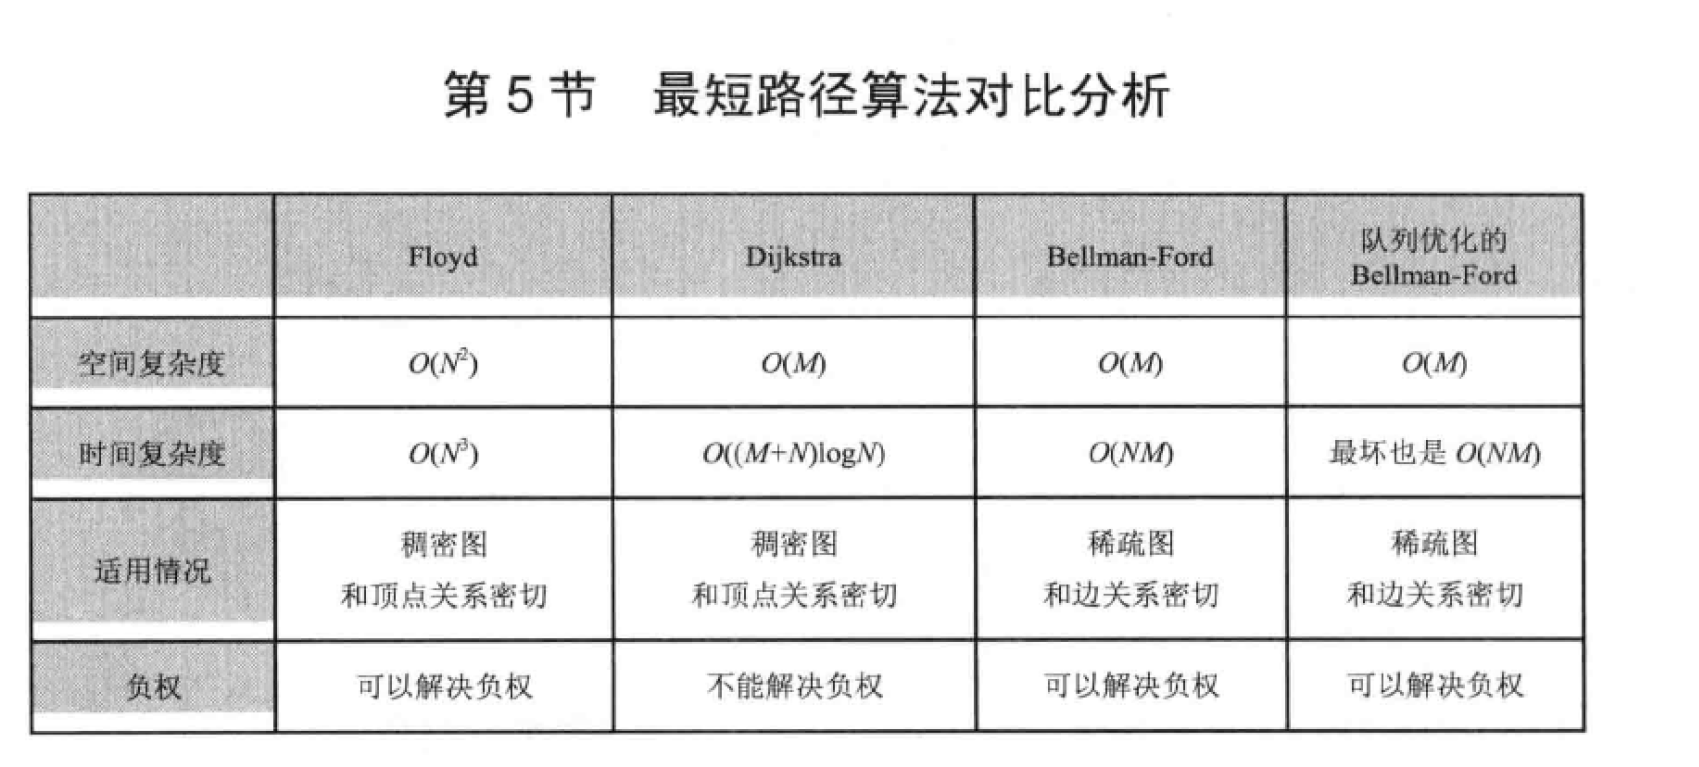 第5节 最短路径算法对比分析
Floyd Dijkstra Bellman-Ford 队列优化的
Bellman-Ford
空间复杂度 O(N²) O(M) O(M) O(M)
时间复杂度 O(N³) O((M+N)logN) O(NM) 最坏也是 O(NM)
适用情况 稠密图 稠密图 稀疏图 稀疏图
和顶点关系密切 和顶点关系密切 和边关系密切 和边关系密切
负权 可以解决负权 不能解决负权 可以解决负权 可以解决负权